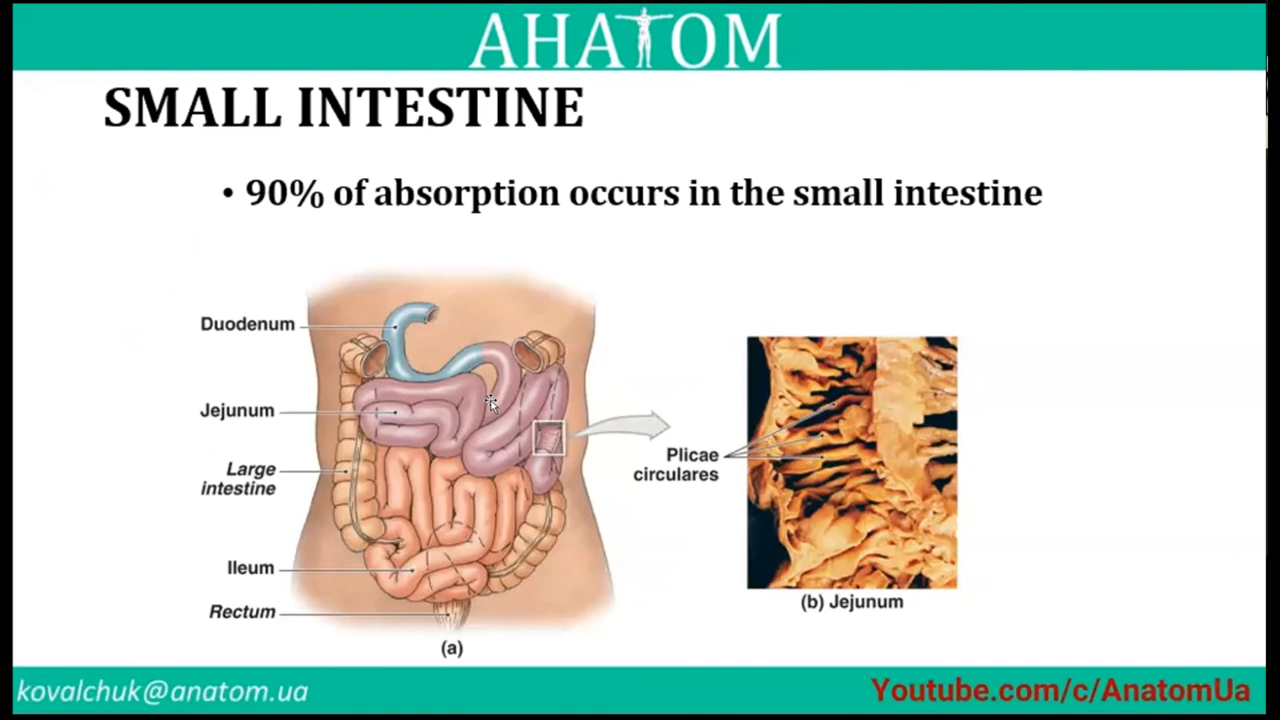 АНАТОМ
SMALL INTESTINE
• 90% of absorption occurs in the small intestine
Duodenum
Jejunum
Large
intestine
Ileum
Rectum
(a)
Plicae
circulares
(b) Jejunum
kovalchuk@anatom.ua
Youtube.com/c/AnatomUa